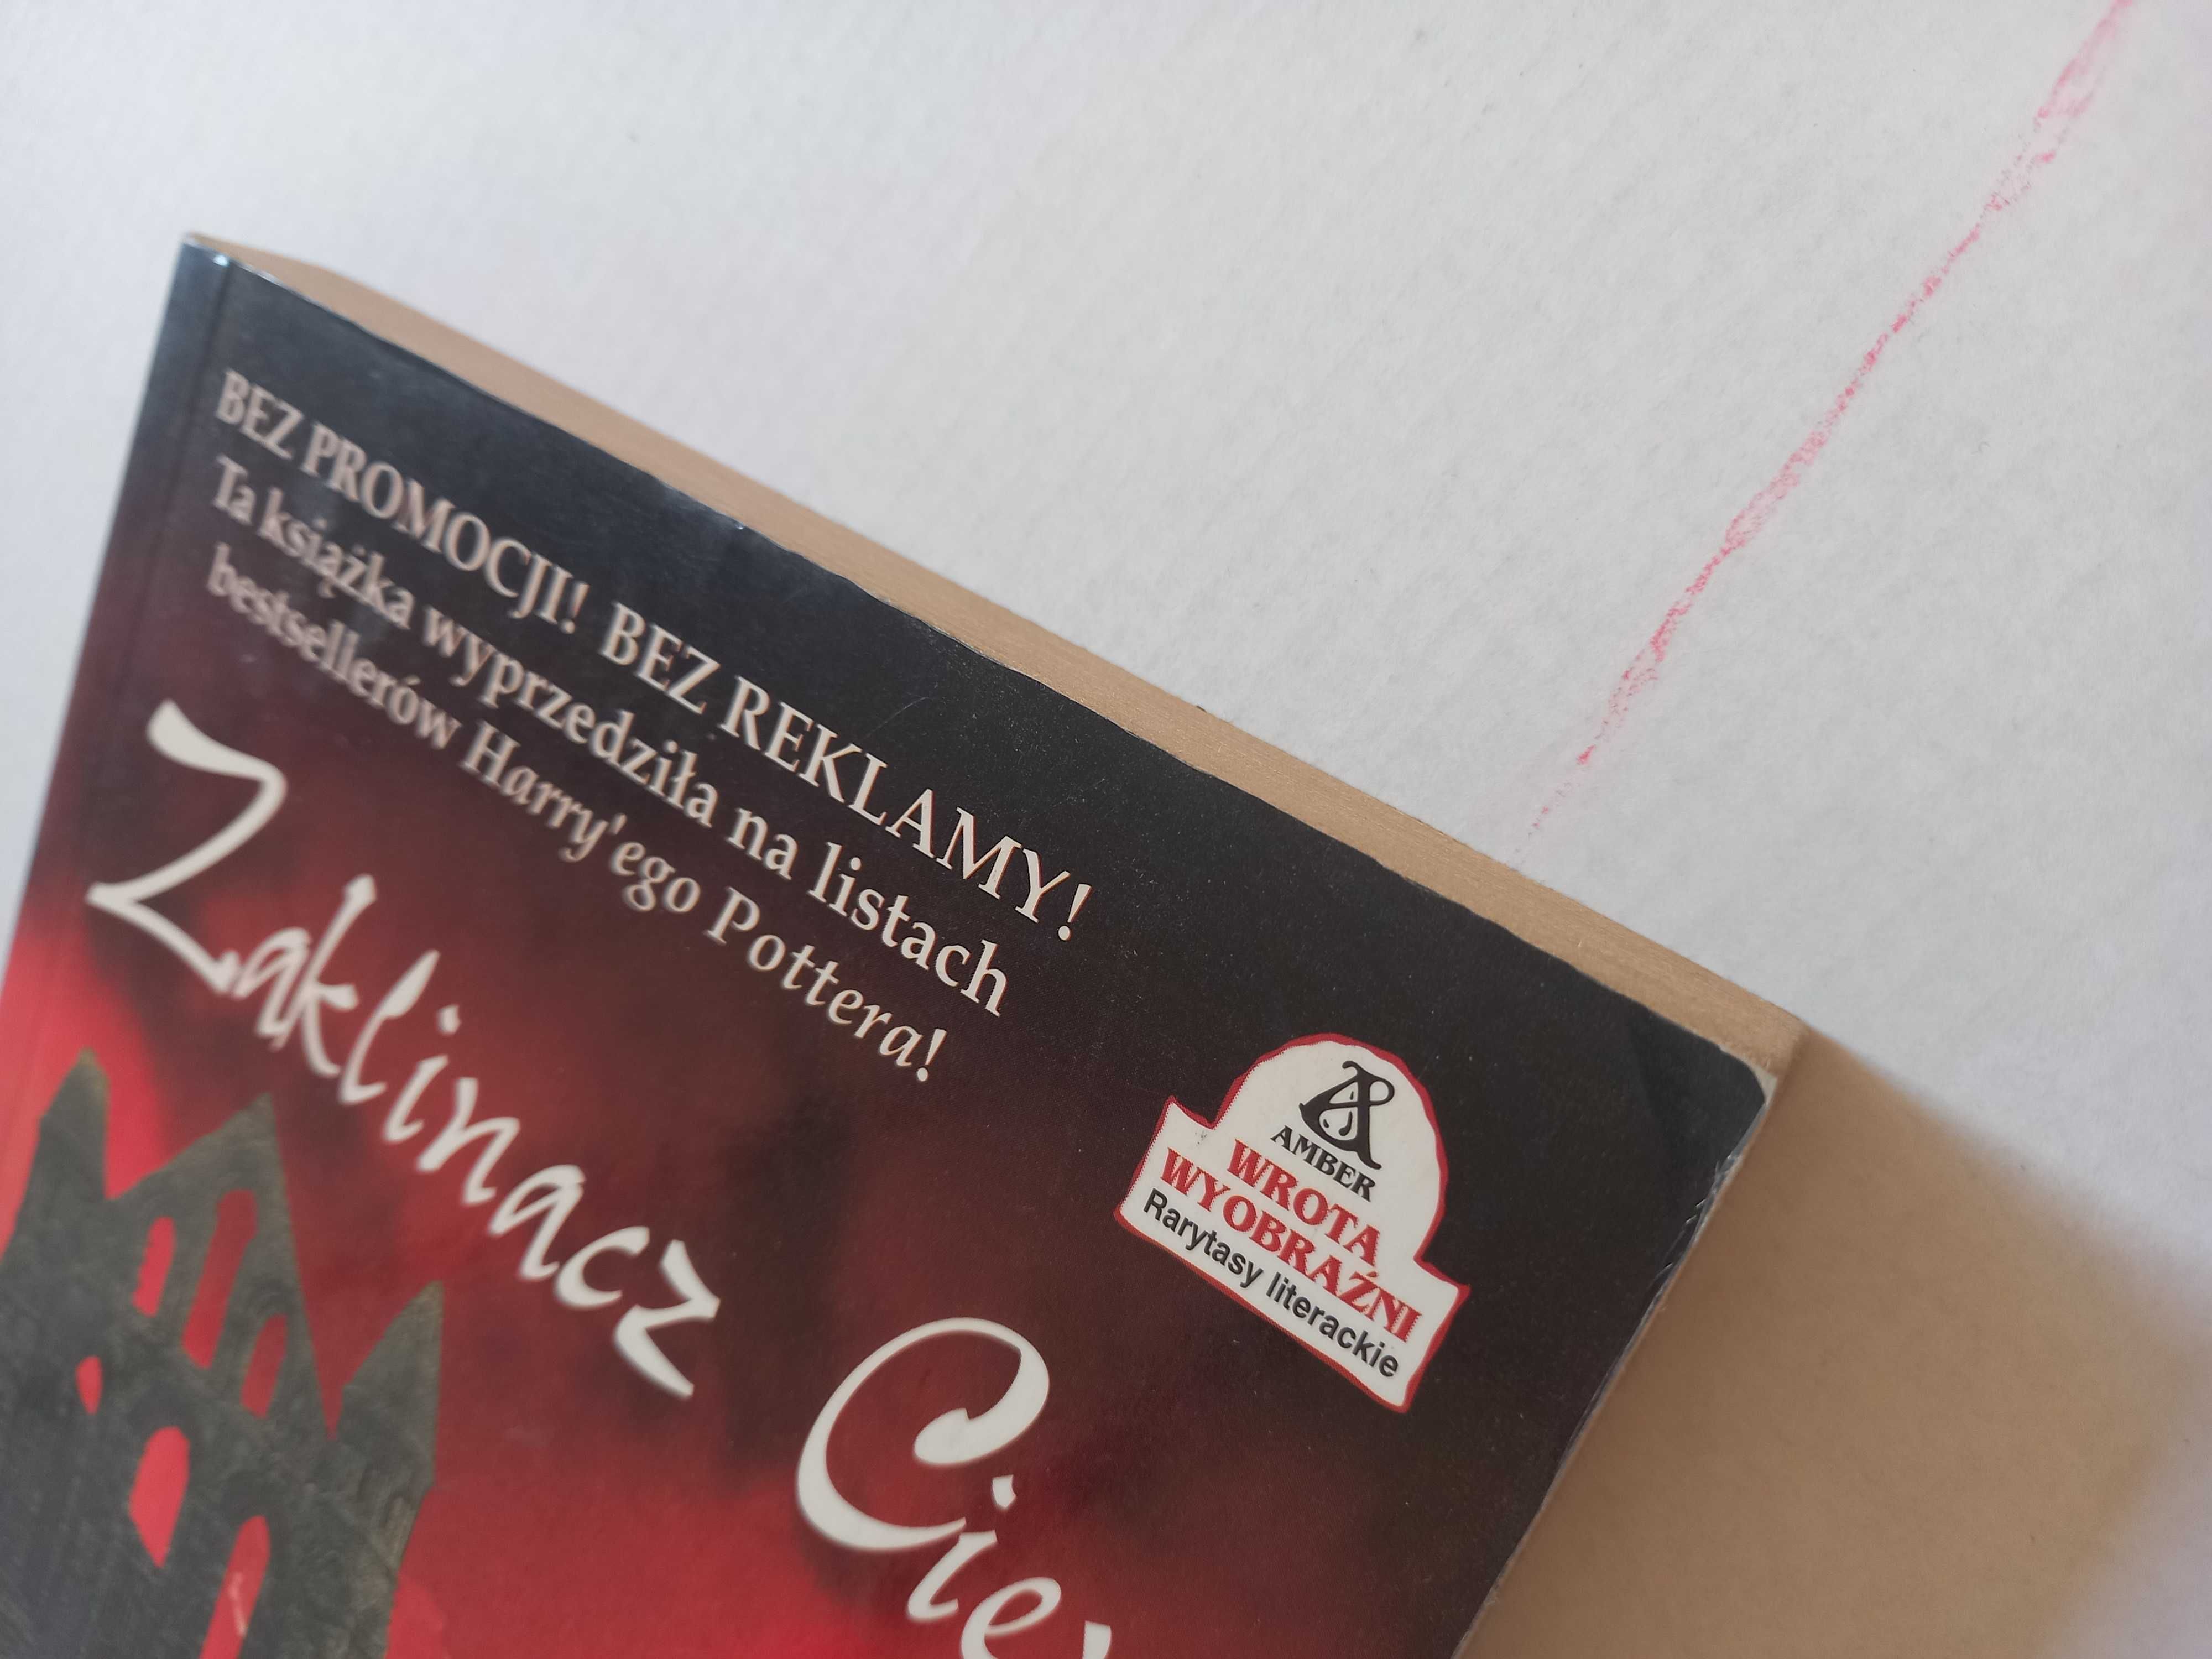 BEZ PROMOCJI! BEZ REKLAMY!
Ta książka wyprzedziła na listach
bestsellerów Harry'ego Pottera!
Zaklinacz
AMBER
WROTA
WYOBRAŹNI
Rarytasy literackie